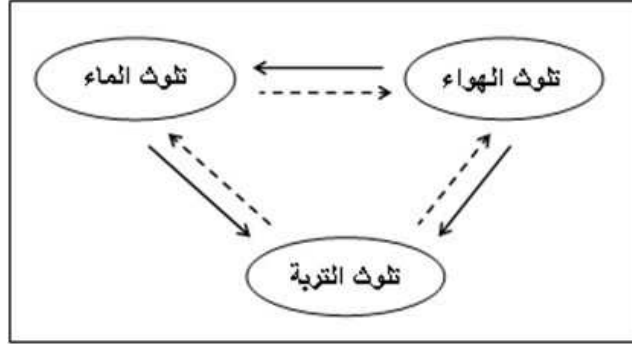 تلوث الهواء
تلوث الماء
تلوث التربة